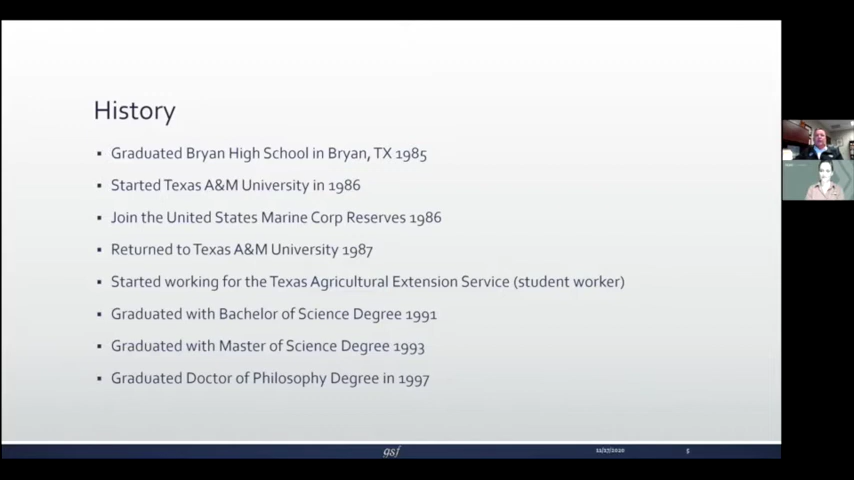 History
▪ Graduated Bryan High School in Bryan, TX 1985
▪ Started Texas A&M University in 1986
▪ Join the United States Marine Corp Reserves 1986
▪ Returned to Texas A&M University 1987
▪ Started working for the Texas Agricultural Extension Service (student worker)
▪ Graduated with Bachelor of Science Degree 1991
▪ Graduated with Master of Science Degree 1993
▪ Graduated Doctor of Philosophy Degree in 1997
gsf 5